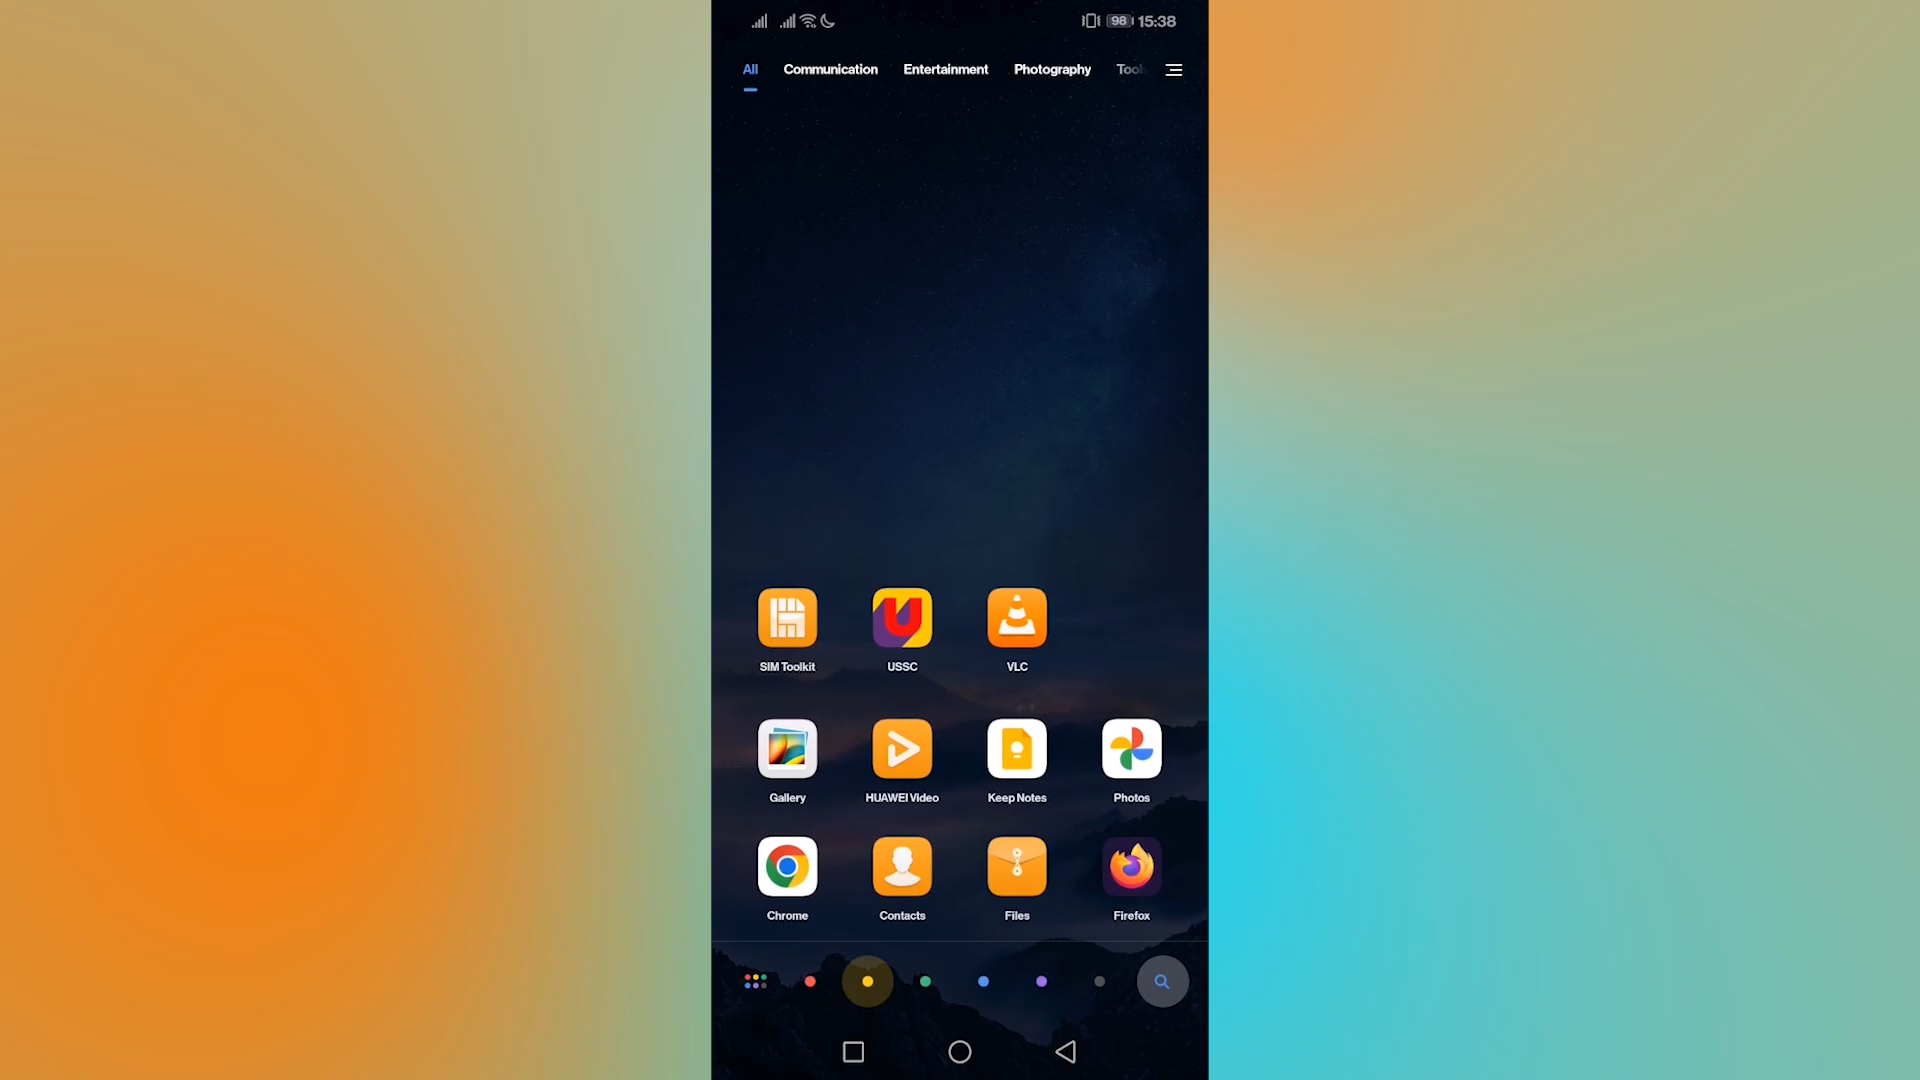 98 15:38
All Communication Entertainment Photography Tools
SIM Toolkit USSC VLC
Gallery HUAWEI Video Keep Notes Photos
Chrome Contacts Files Firefox